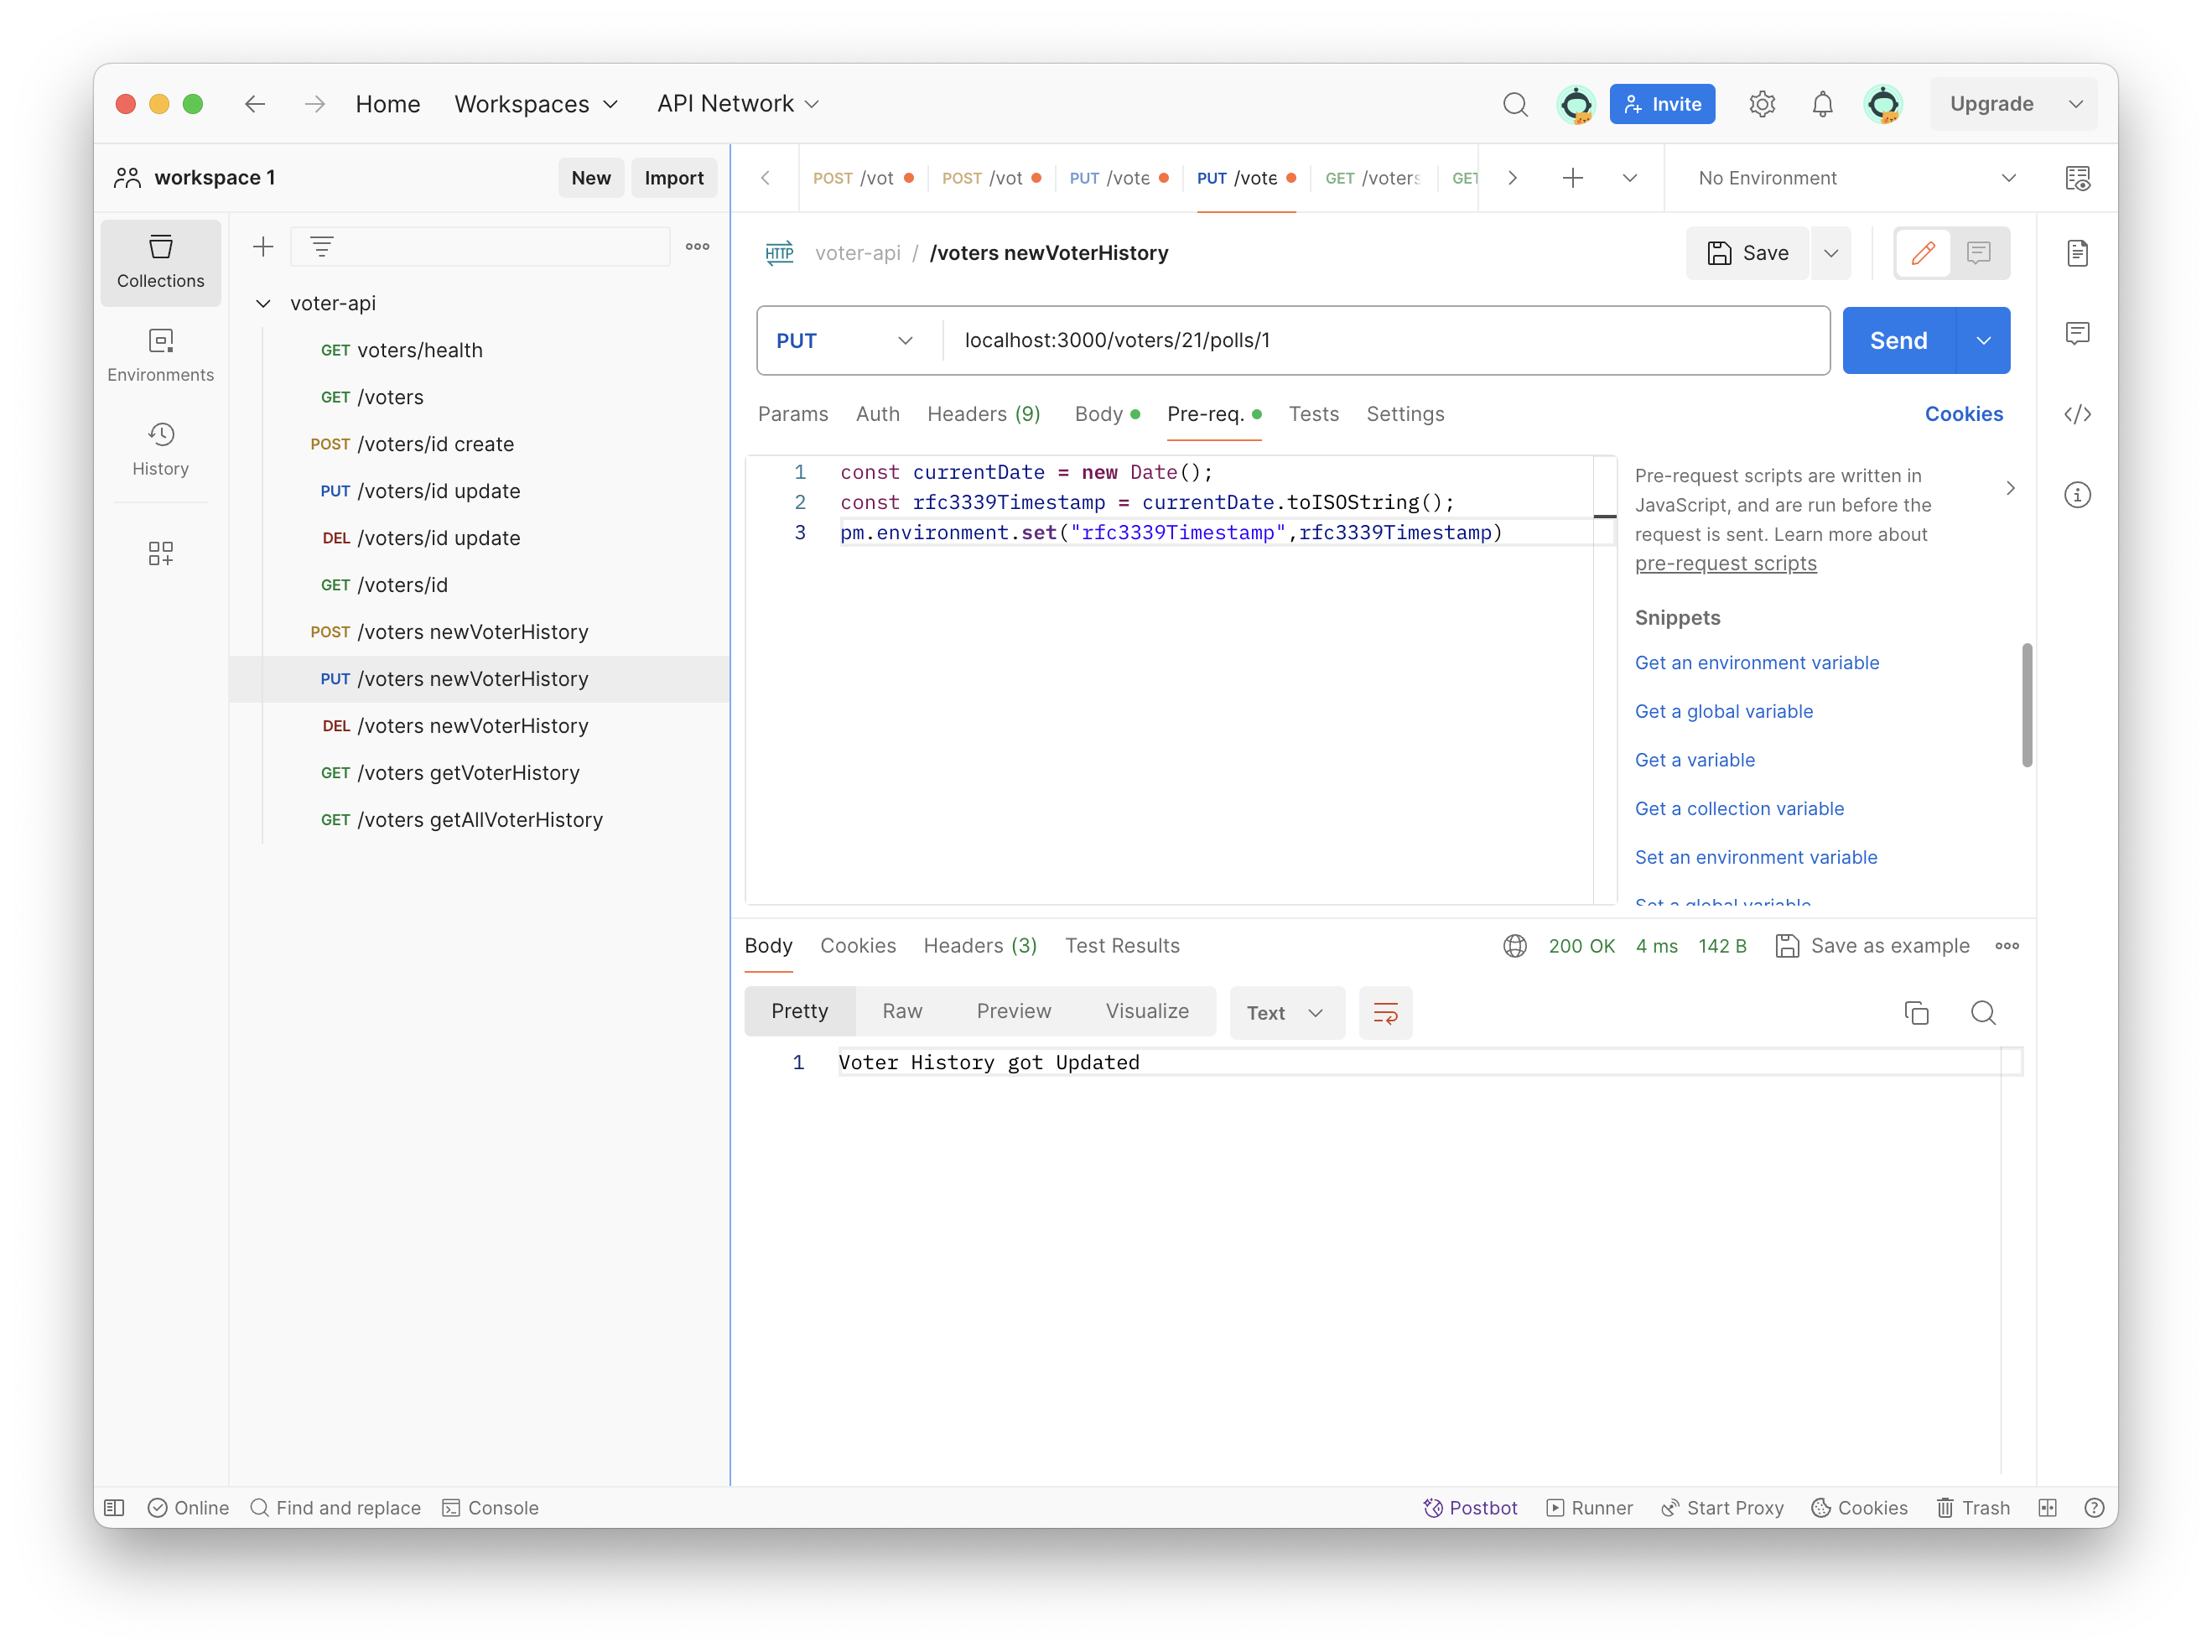 Home Workspaces API Network Invite Upgrade
workspace 1 New Import
POST /vot POST /vot PUT /vote PUT /vote GET /voters GET No Environment
Collections
Environments
History
voter-api
GET voters/health
GET /voters
POST /voters/id create
PUT /voters/id update
DEL /voters/id update
GET /voters/id
POST /voters newVoterHistory
PUT /voters newVoterHistory
DEL /voters newVoterHistory
GET /voters getVoterHistory
GET /voters getAllVoterHistory
HTTP voter-api / /voters newVoterHistory Save
PUT localhost:3000/voters/21/polls/1 Send
Params Auth Headers (9) Body Pre-req. Tests Settings Cookies
1 const currentDate = new Date();
2 const rfc3339Timestamp = currentDate.toISOString();
3 pm.environment.set("rfc3339Timestamp",rfc3339Timestamp)
Pre-request scripts are written in
JavaScript, and are run before the
request is sent. Learn more about
pre-request scripts
Snippets
Get an environment variable
Get a global variable
Get a variable
Get a collection variable
Set an environment variable
Set a global variable
Body Cookies Headers (3) Test Results 200 OK 4 ms 142 B Save as example
Pretty Raw Preview Visualize Text
1 Voter History got Updated
Online Find and replace Console Postbot Runner Start Proxy Cookies Trash